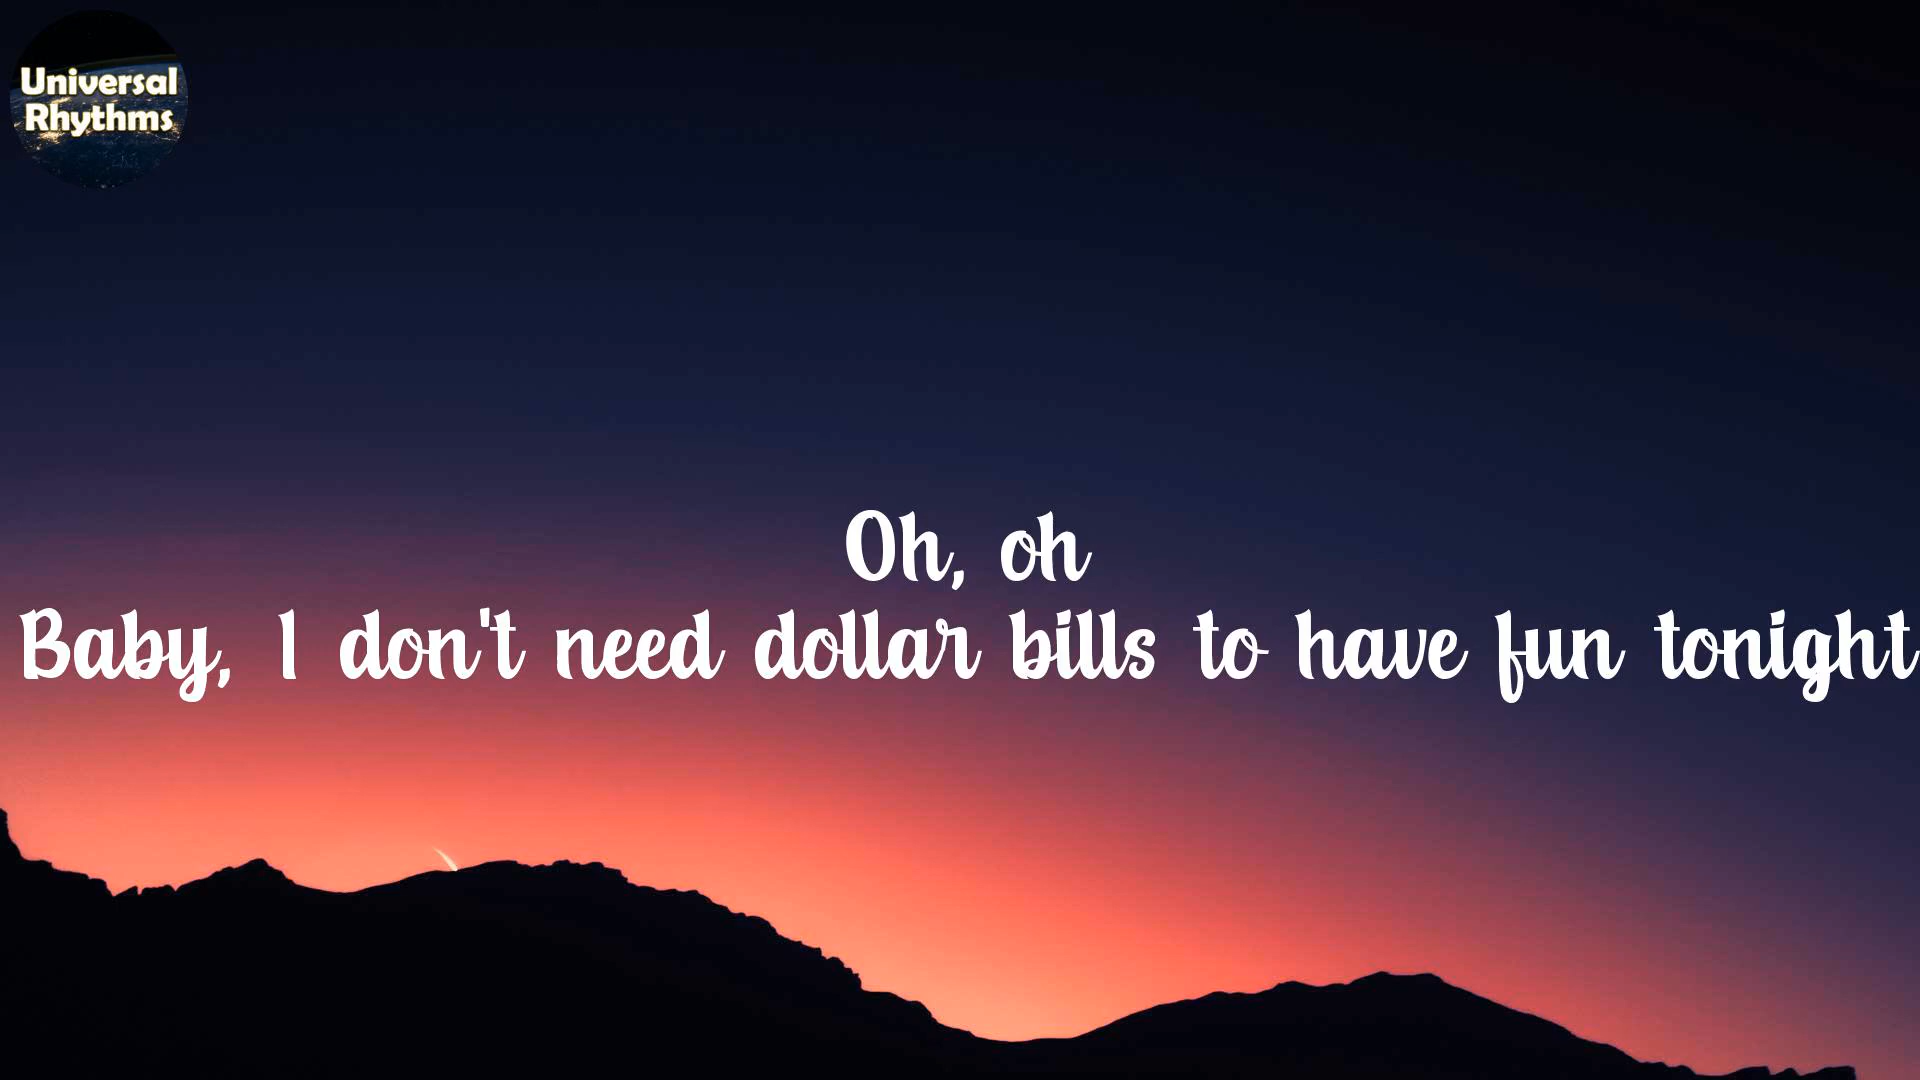 Universal
Rhythms
Oh, oh
Baby, I don't need dollar bills to have fun tonight